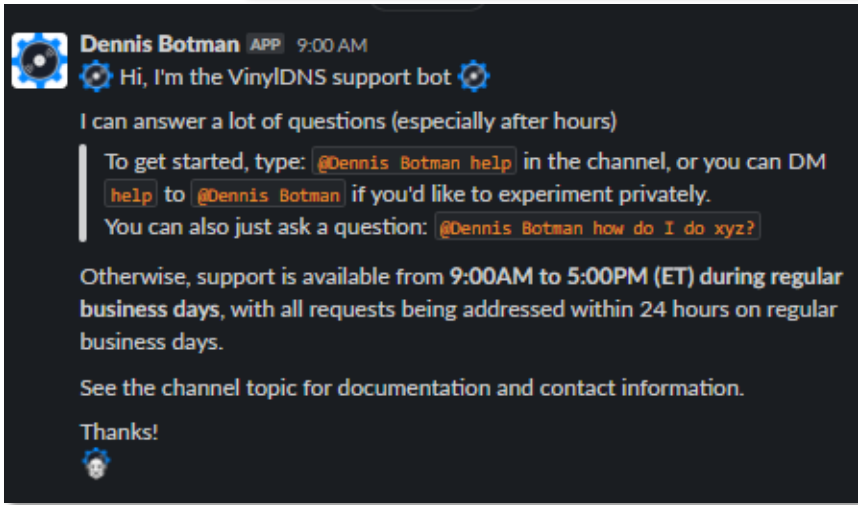 Dennis Botman APP 9:00 AM
Hi, I'm the VinylDNS support bot
I can answer a lot of questions (especially after hours)
To get started, type: @Dennis Botman help in the channel, or you can DM
help to @Dennis Botman if you'd like to experiment privately.
You can also just ask a question: @Dennis Botman how do I do xyz?
Otherwise, support is available from 9:00AM to 5:00PM (ET) during regular
business days, with all requests being addressed within 24 hours on regular
business days.
See the channel topic for documentation and contact information.
Thanks!